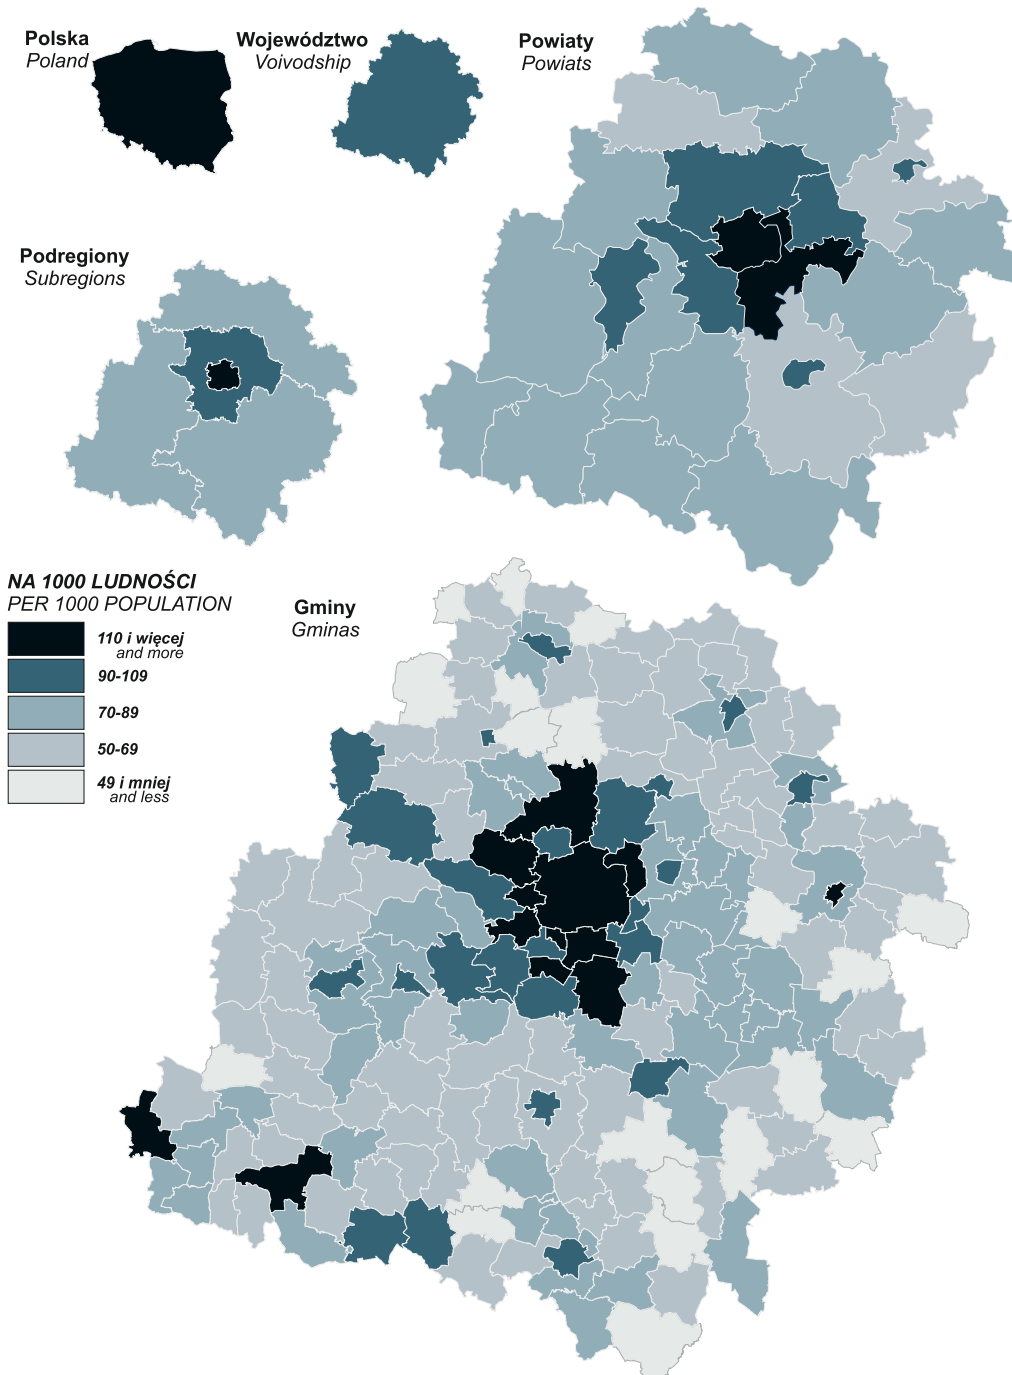 Polska
Poland
Województwo
Voivodship
Powiaty
Powiats
Podregiony
Subregions
NA 1000 LUDNOŚCI
PER 1000 POPULATION
110 i więcej
and more
90-109
70-89
50-69
49 i mniej
and less
Gminy
Gminas